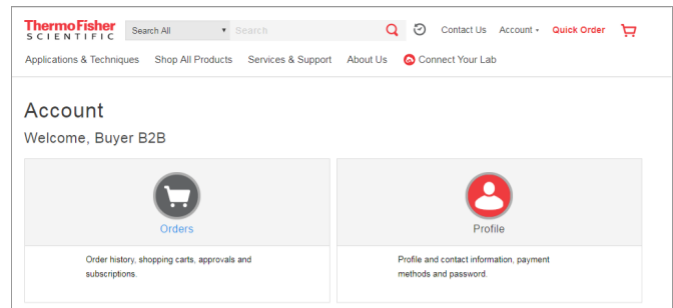 ThermoFisher
SCIENTIFIC
Search All Search Contact Us Account Quick Order
Applications & Techniques Shop All Products Services & Support About Us Connect Your Lab
Account
Welcome, Buyer B2B
Orders
Order history, shopping carts, approvals and
subscriptions.
Profile
Profile and contact information, payment
methods and password.